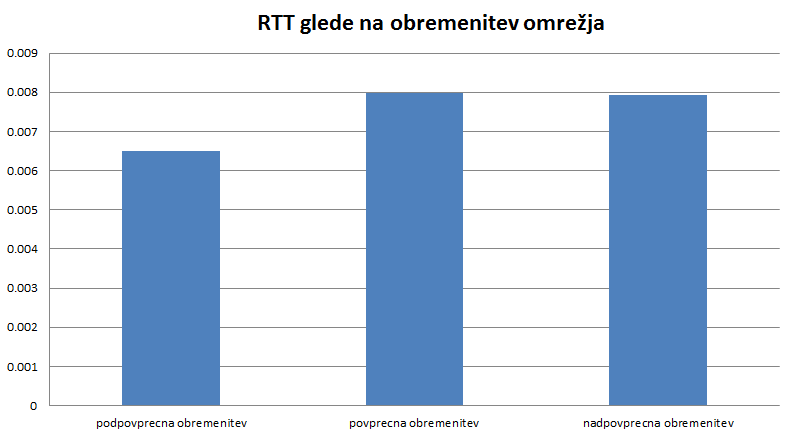 RTT glede na obremenitev omrežja
0.009
0.008
0.007
0.006
0.005
0.004
0.003
0.002
0.001
0
podpovprecna obremenitev
povprecna obremenitev
nadpovprecna obremenitev